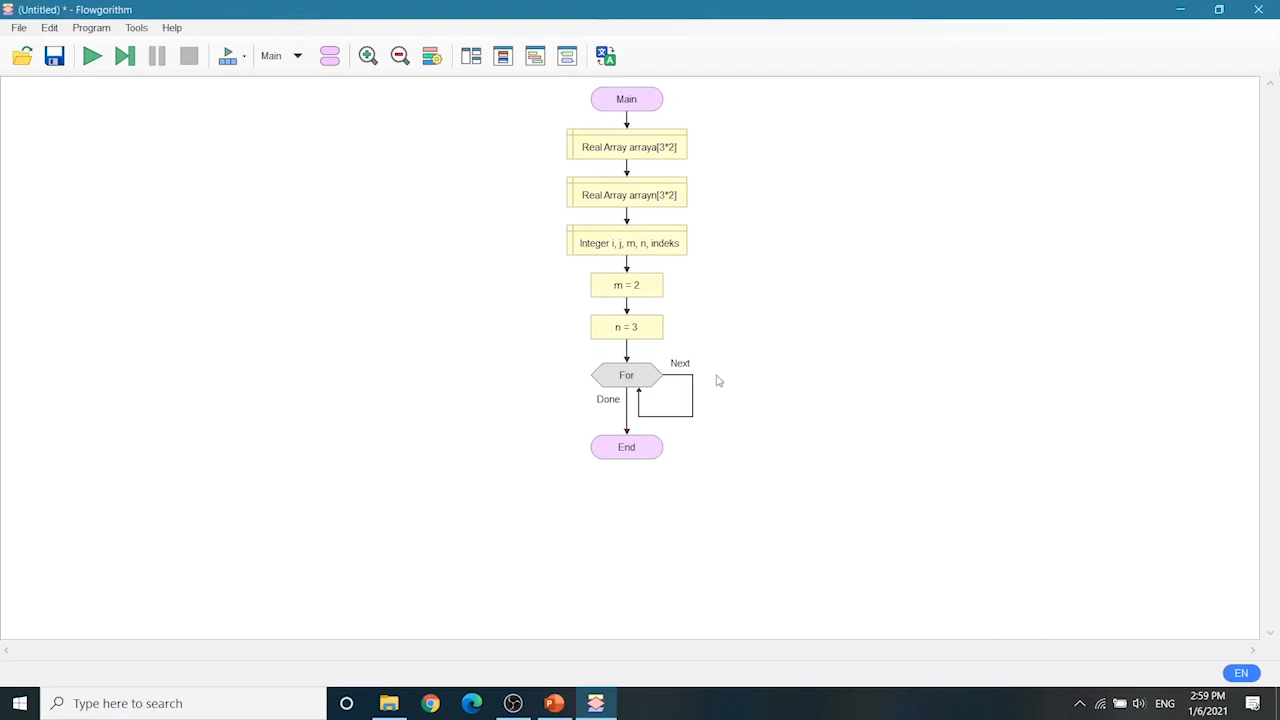 (Untitled) * - Flowgorithm
File Edit Program Tools Help
Main
Main
Real Array arraya[3*2]
Real Array arrayn[3*2]
Integer i, j, m, n, indeks
m = 2
n = 3
For
Next
Done
End
EN
Type here to search
ENG
2:59 PM
1/6/2021